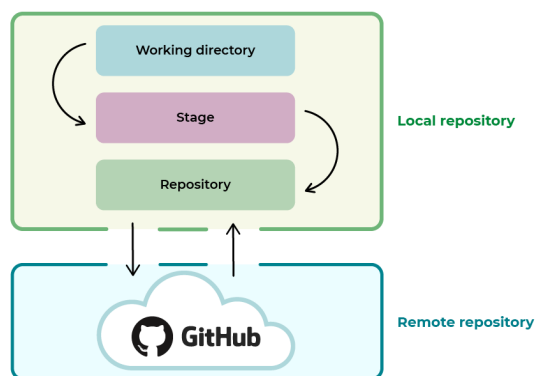 Working directory
Stage
Local repository
Repository
GitHub
Remote repository